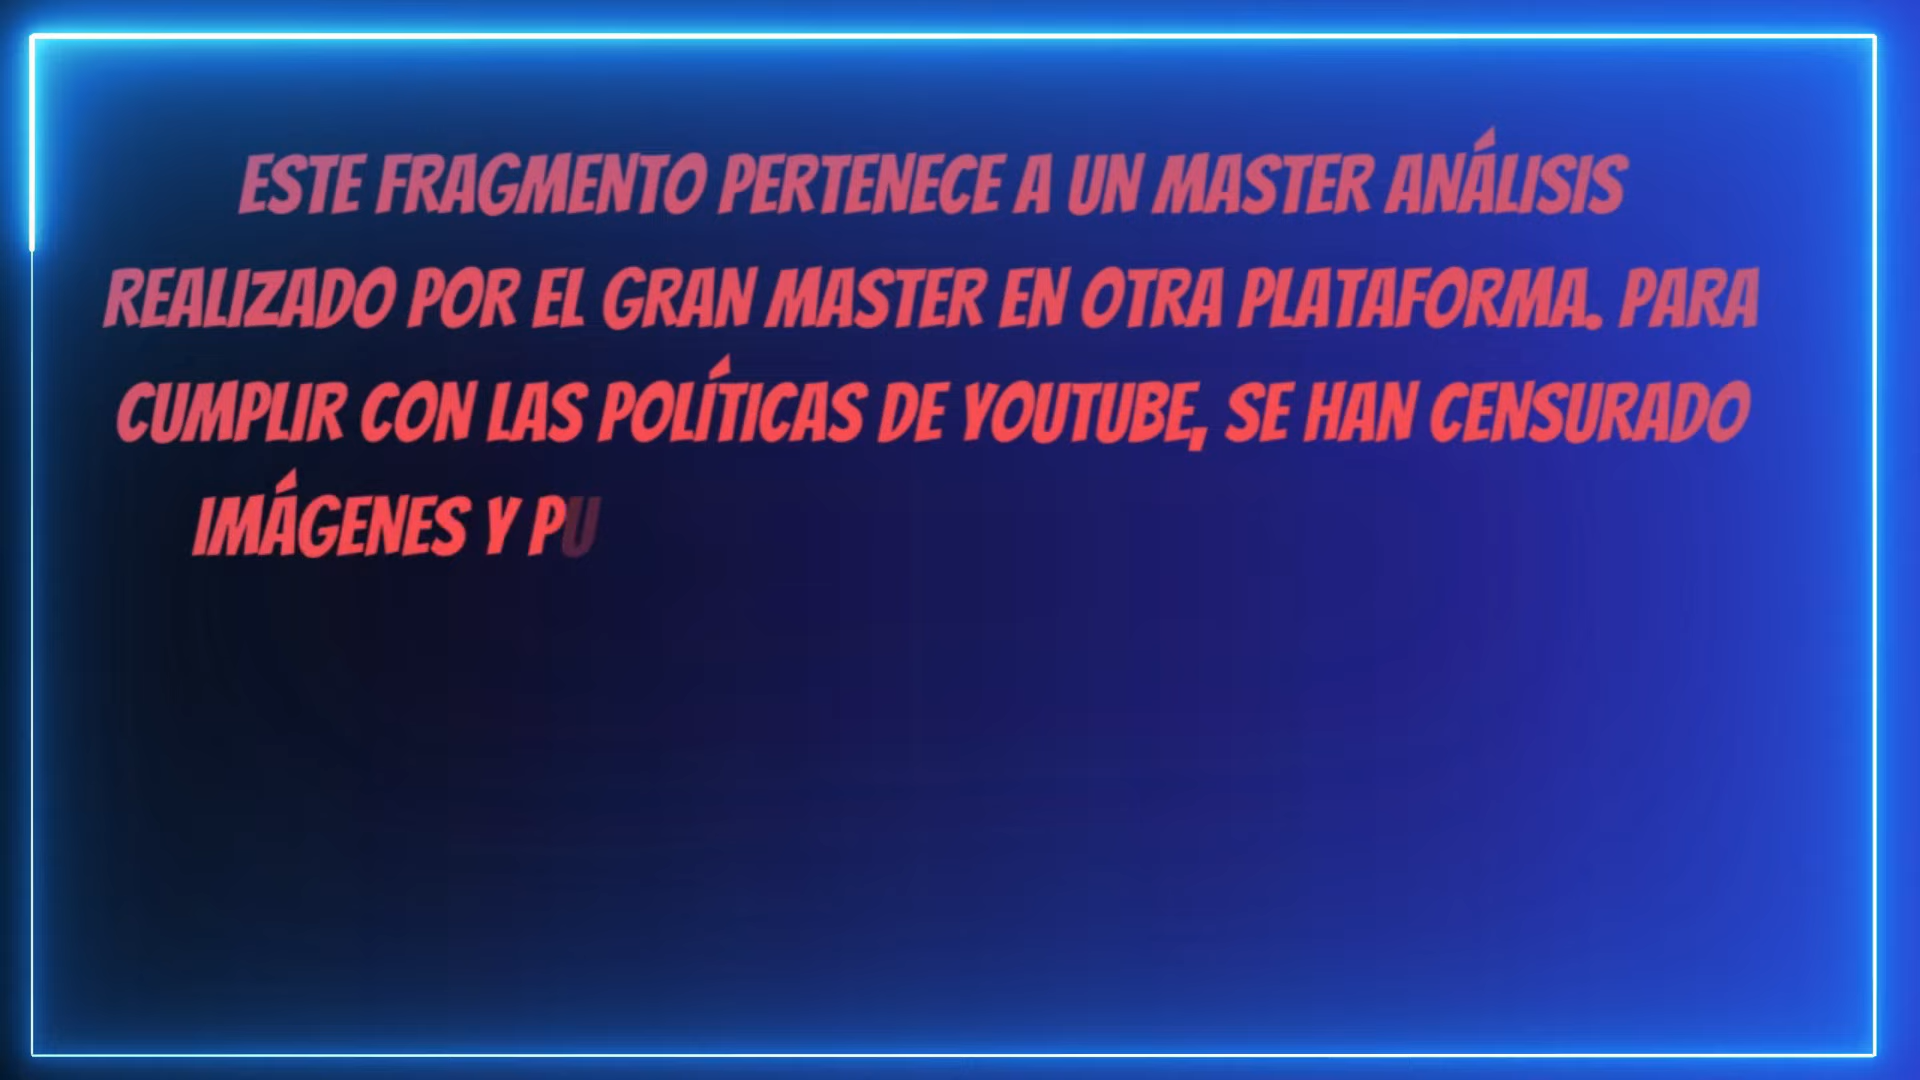 ESTE FRAGMENTO PERTENECE A UN MASTER ANÁLISIS
REALIZADO POR EL GRAN MASTER EN OTRA PLATAFORMA. PARA
CUMPLIR CON LAS POLÍTICAS DE YOUTUBE, SE HAN CENSURADO
IMÁGENES Y PU